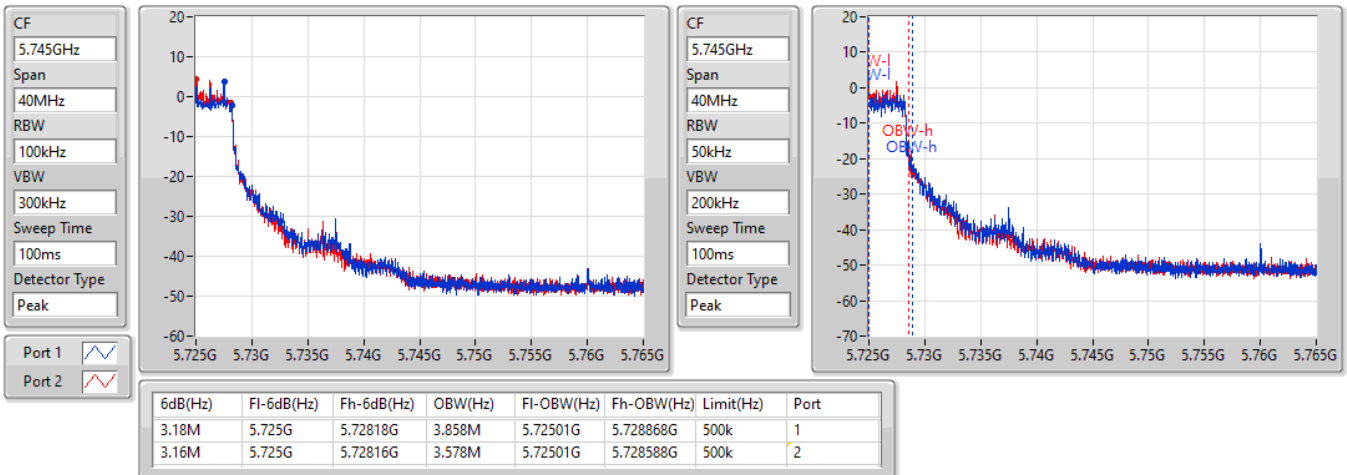 CF
5.745GHz
Span
40MHz
RBW
100kHz
VBW
300kHz
Sweep Time
100ms
Detector Type
Peak
Port 1
Port 2
20
10
0
-10
-20
-30
-40
-50
-60
5.725G 5.73G 5.735G 5.74G 5.745G 5.75G 5.755G 5.76G 5.765G
CF
5.745GHz
Span
40MHz
RBW
50kHz
VBW
200kHz
Sweep Time
100ms
Detector Type
Peak
20
10
0
-10
-20
-30
-40
-50
-60
-70
W-l
W-l
OBW-h
OBW-h
5.725G 5.73G 5.735G 5.74G 5.745G 5.75G 5.755G 5.76G 5.765G
6dB(Hz) Fl-6dB(Hz) Fh-6dB(Hz) OBW(Hz) Fl-OBW(Hz) Fh-OBW(Hz) Limit(Hz) Port
3.18M 5.725G 5.72818G 3.858M 5.72501G 5.728868G 500k 1
3.16M 5.725G 5.72816G 3.578M 5.72501G 5.728588G 500k 2